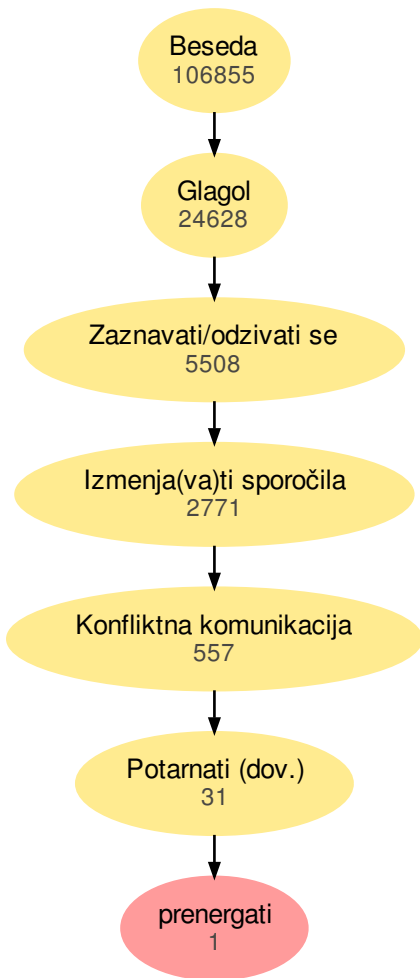 Beseda
106855
Glagol
24628
Zaznavati/odzivati se
5508
Izmenja(va)ti sporočila
2771
Konfliktna komunikacija
557
Potarnati (dov.)
31
prenergati
1